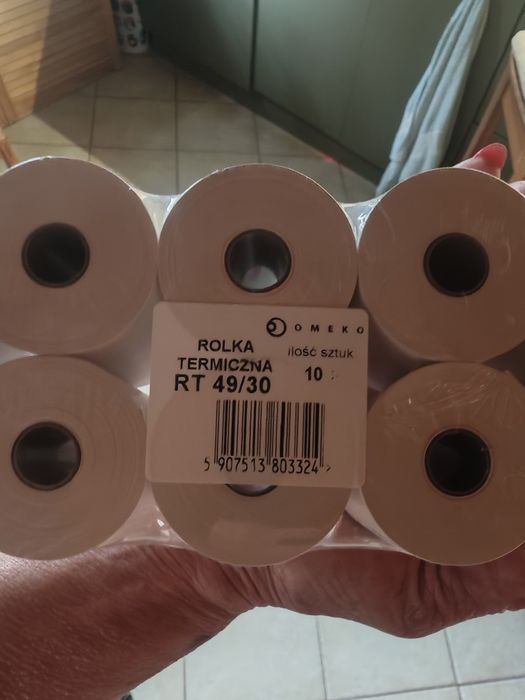 OMEKO
ROLKA
TERMICZNA
RT 49/30
ilość sztuk
10
5 907513 803324 >